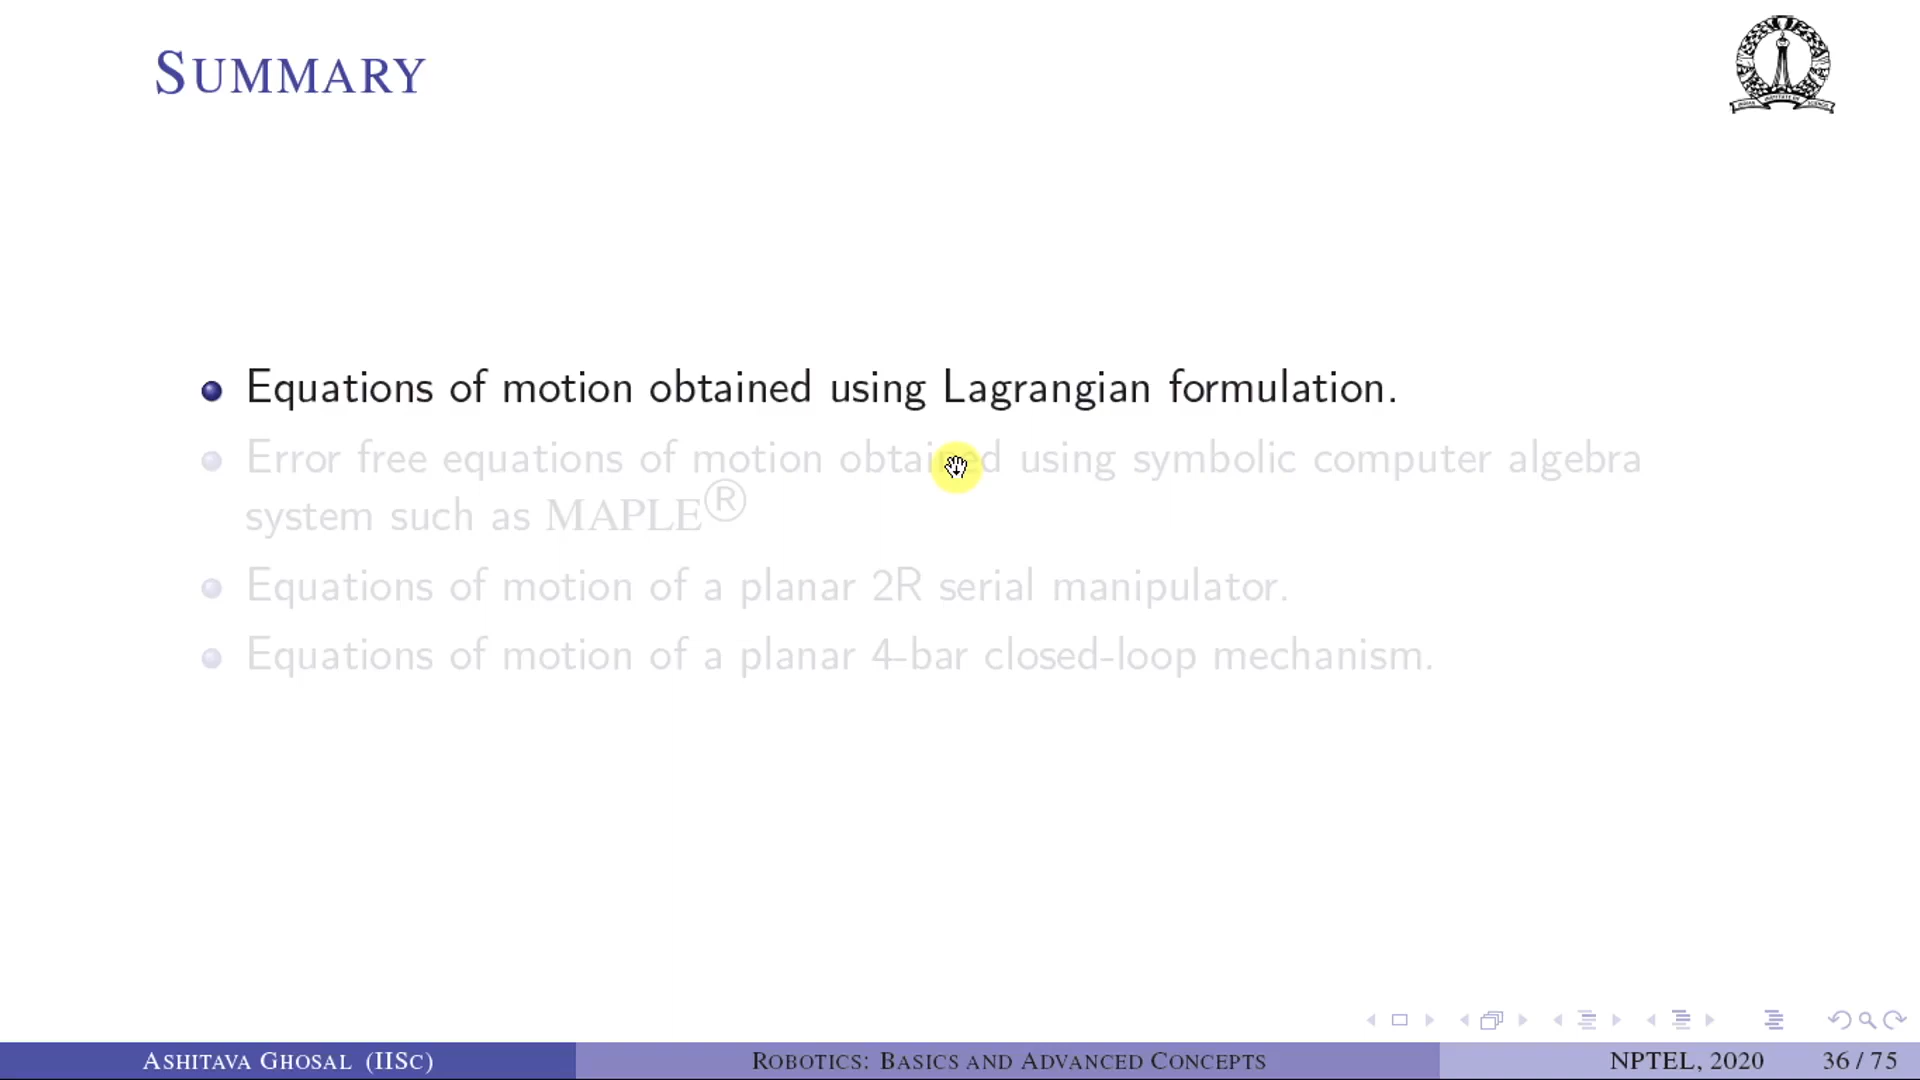 SUMMARY
Equations of motion obtained using Lagrangian formulation.
Error free equations of motion obtained using symbolic computer algebra
system such as MAPLE®
Equations of motion of a planar 2R serial manipulator.
Equations of motion of a planar 4-bar closed-loop mechanism.
ASHITAVA GHOSAL (IISC) ROBOTICS: BASICS AND ADVANCED CONCEPTS NPTEL, 2020 36 / 75